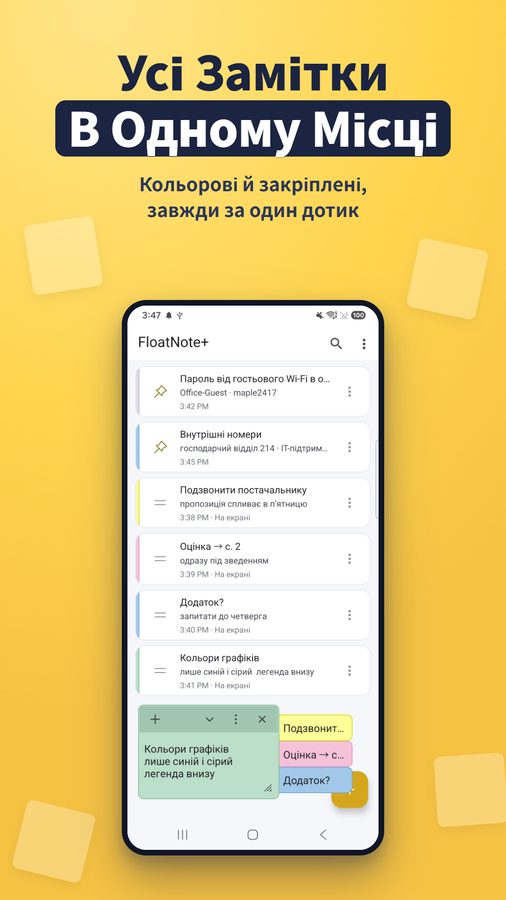 Усі Замітки
В Одному Місці
Кольорові й закріплені,
завжди за один дотик
3:47
100
FloatNote+
Пароль від гостьового Wi-Fi в о...
Office-Guest · maple2417
3:42 PM
Внутрішні номери
господарчий відділ 214 · ІТ-підтрим...
3:45 PM
Подзвонити постачальнику
пропозиція спливає в п'ятницю
3:38 PM · На екрані
Оцінка → с. 2
одразу під зведенням
3:39 PM · На екрані
Додаток?
запитати до четверга
3:40 PM · На екрані
Кольори графіків
лише синій і сірий легенда внизу
3:41 PM · На екрані
Кольори графіків
лише синій і сірий
легенда внизу
Подзвонит...
Оцінка → с...
Додаток?